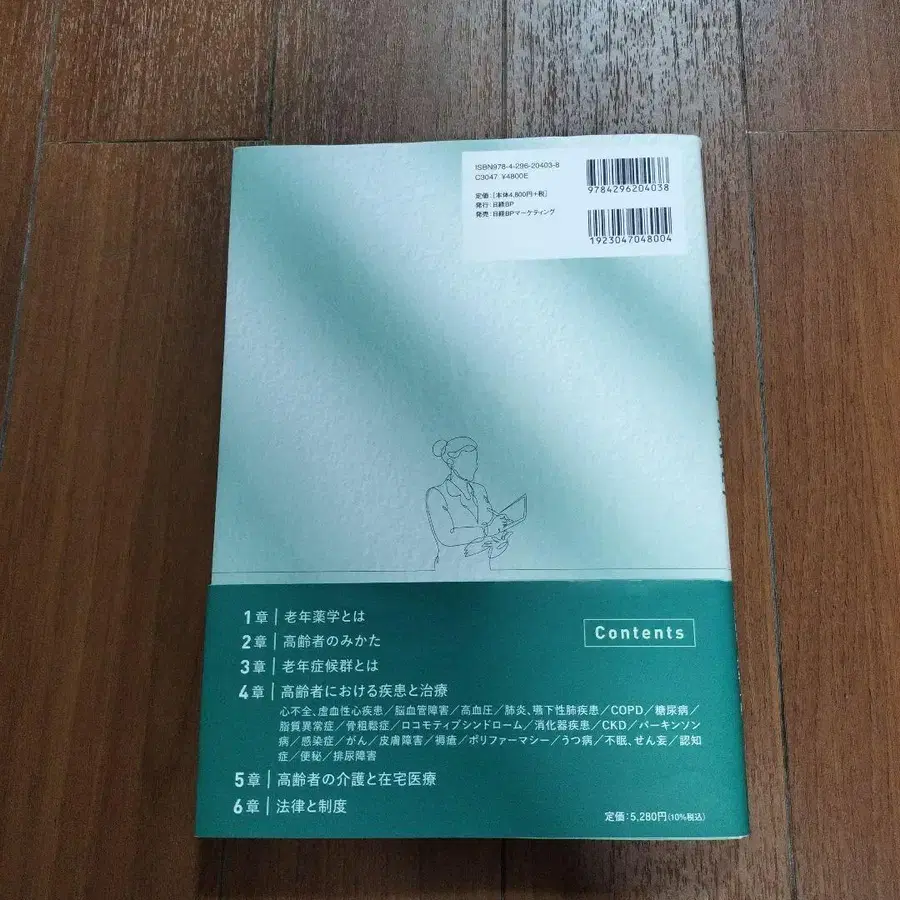 ISBN978-4-296-20403-8
C3047 ¥4800E
定価:[本体4,800円+税]
発行:日経BP
発売:日経BPマーケティング
9784296204038
1923047048004
Contents
1章 老年薬学とは
2章 高齢者のみかた
3章 老年症候群とは
4章 高齢者における疾患と治療
心不全、虚血性心疾患/脳血管障害/高血圧/肺炎、嚥下性肺疾患/COPD/糖尿病/
脂質異常症/骨粗鬆症/ロコモティブシンドローム/消化器疾患/CKD/パーキンソン
病/感染症/がん/皮膚障害/褥瘡/ポリファーマシー/うつ病/不眠、せん妄/認知
症/便秘/排尿障害
5章 高齢者の介護と在宅医療
6章 法律と制度
定価:5,280円(10%税込)